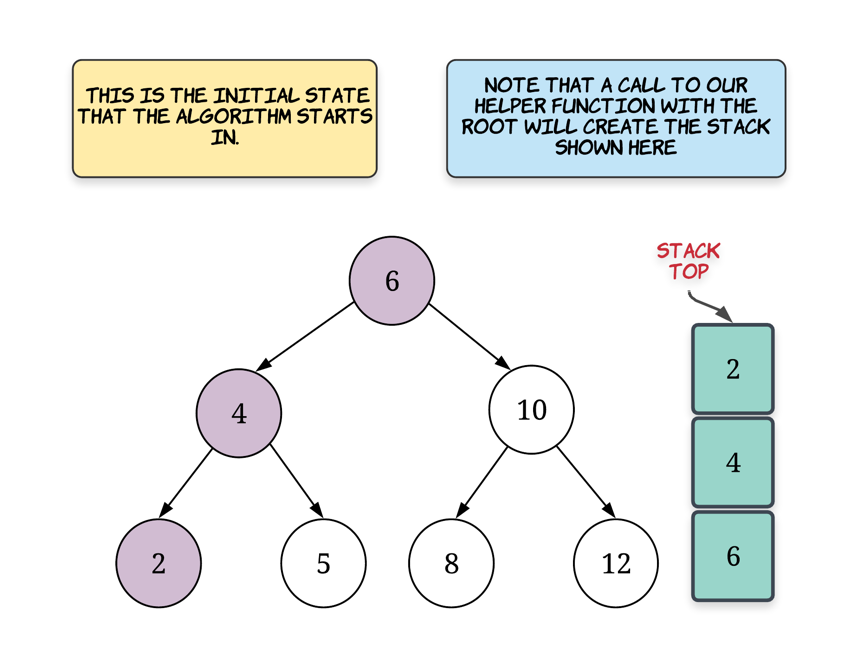 THIS IS THE INITIAL STATE
THAT THE ALGORITHM STARTS
IN.
NOTE THAT A CALL TO OUR
HELPER FUNCTION WITH THE
ROOT WILL CREATE THE STACK
SHOWN HERE
STACK
TOP
6
4
10
2
5
8
12
2
4
6